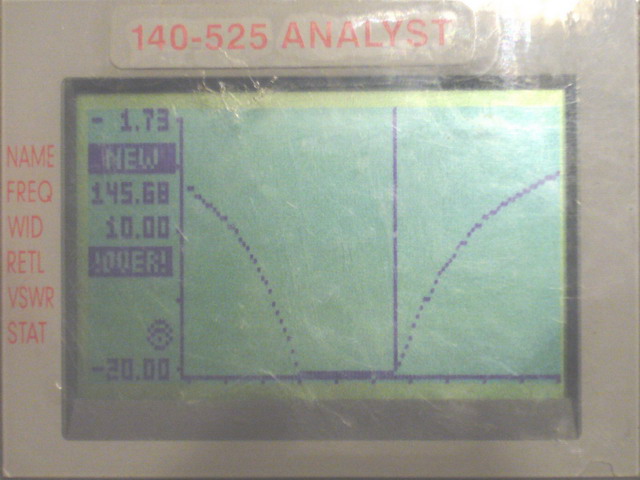 140-525 ANALYST
- 1.73
NAME NEW
FREQ 145.68
WID 10.00
RETL !OVER!
VSWR
STAT
-20.00